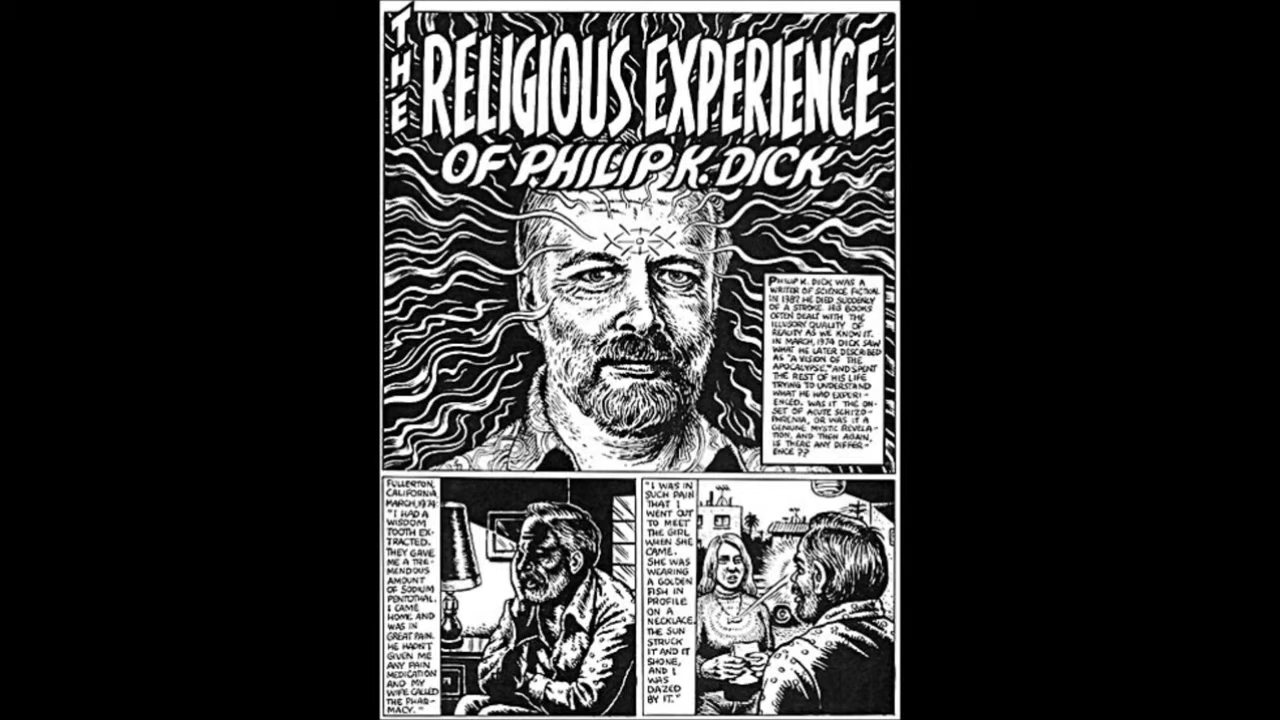 THE
RELIGIOUS EXPERIENCE
OF PHILIP K. DICK
PHILIP K. DICK WAS A
WRITER OF SCIENCE FICTION.
IN 1982 HE DIED SUDDENLY
OF A STROKE. HIS BOOKS
OFTEN DEALT WITH THE
ILLUSORY QUALITY OF
REALITY AS WE KNOW IT.
IN MARCH, 1974 DICK SAW
WHAT HE LATER DESCRIBED
AS "A VISION OF THE
APOCALYPSE," AND SPENT
THE REST OF HIS LIFE
TRYING TO UNDERSTAND
WHAT HE HAD EXPERI-
ENCED. WAS IT THE ON-
SET OF ACUTE SCHIZO-
PHRENIA, OR WAS IT A
GENUINE MYSTIC REVELA-
TION, AND THEN AGAIN,
IS THERE ANY DIFFER-
ENCE??
FULLERTON,
CALIFORNIA,
MARCH, 1974:
"I HAD A
WISDOM
TOOTH EX-
TRACTED.
THEY GAVE
ME A TRE-
MENDOUS
AMOUNT
OF SODIUM
PENTOTHAL.
I CAME
HOME AND
WAS IN
GREAT PAIN.
HE HADN'T
GIVEN ME
ANY PAIN
MEDICATION
AND MY
WIFE CALLED
THE PHAR-
MACY."
"I WAS IN
SUCH PAIN
THAT I
WENT OUT
TO MEET
THE GIRL
WHEN SHE
CAME.
SHE WAS
WEARING
A GOLDEN
FISH IN
PROFILE
ON A
NECKLACE.
THE SUN
STRUCK
IT AND IT
SHONE,
AND I
WAS
DAZED
BY IT."